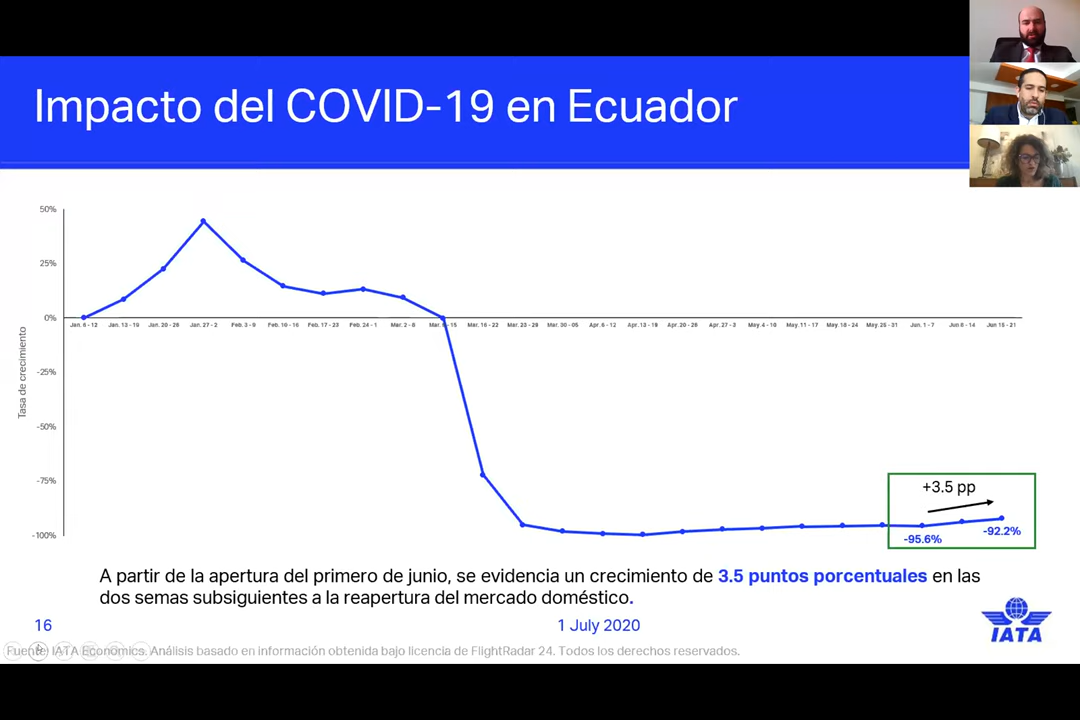 Impacto del COVID-19 en Ecuador
50%
25%
0%
-25%
-50%
-75%
-100%
Tasa de crecimiento
Jan. 6 - 12
Jan. 13 - 19
Jan. 20 - 26
Jan. 27 - 2
Feb. 3 - 9
Feb. 10 - 16
Feb. 17 - 23
Feb. 24 - 1
Mar. 2 - 8
Mar. 9 - 15
Mar. 16 - 22
Mar. 23 - 29
Mar. 30 - 05
Apr. 6 - 12
Apr. 13 - 19
Apr. 20 - 26
Apr. 27 - 3
May. 4 - 10
May. 11 - 17
May. 18 - 24
May. 25 - 31
Jun. 1 - 7
Jun 8 - 14
Jun 15 - 21
+3.5 pp
-95.6%
-92.2%
A partir de la apertura del primero de junio, se evidencia un crecimiento de 3.5 puntos porcentuales en las
dos semas subsiguientes a la reapertura del mercado doméstico.
16
1 July 2020
IATA
Fuente: IATA Economics. Análisis basado en información obtenida bajo licencia de FlightRadar 24. Todos los derechos reservados.